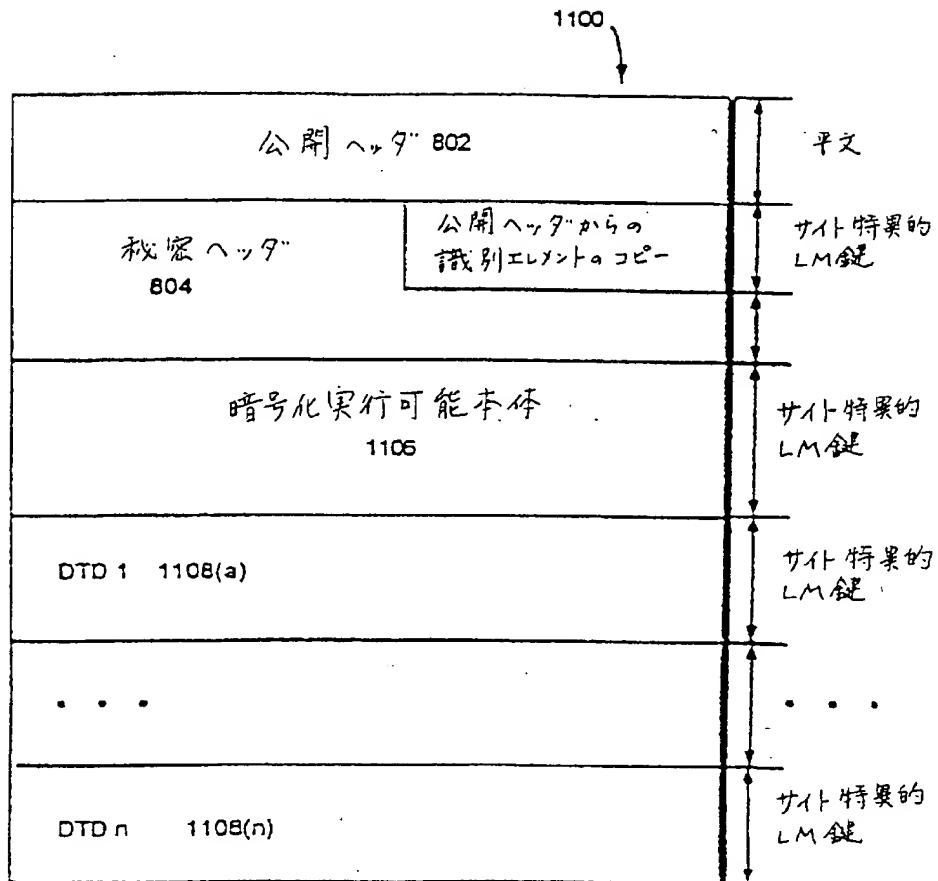 1100
公開ヘッダ 802
平文
秘密ヘッダ
804
公開ヘッダからの
識別エレメントのコピー
サイト特異的
LM鍵
暗号化実行可能本体
1106
サイト特異的
LM鍵
DTD 1 1108(a)
サイト特異的
LM鍵
• • •
• • •
DTD n 1108(n)
サイト特異的
LM鍵